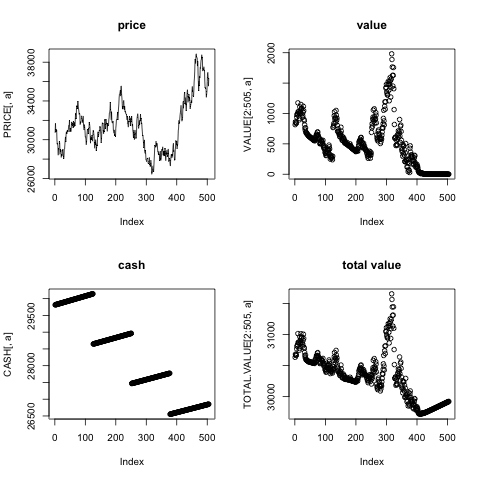 price
PRICE[, a]
26000 30000 34000 38000
0 100 200 300 400 500
Index
value
VALUE[2:505, a]
0 500 1000 2000
0 100 200 300 400 500
Index
cash
CASH[, a]
26500 28000 29500
0 100 200 300 400 500
Index
total value
TOTAL.VALUE[2:505, a]
30000 31000
0 100 200 300 400 500
Index